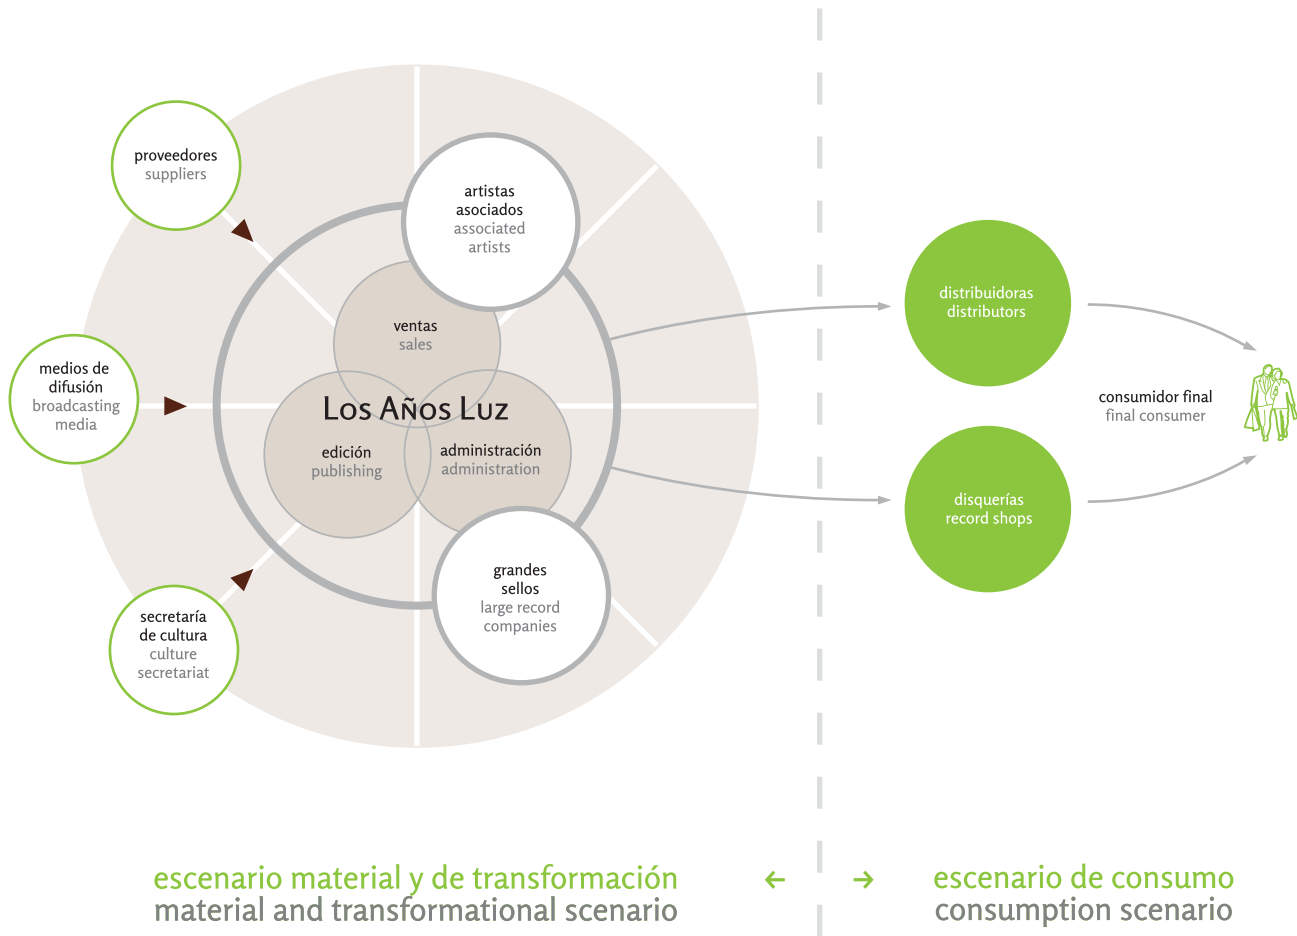 proveedores
suppliers
artistas
asociados
associated
artists
medios de
difusión
broadcasting
media
ventas
sales
Los Años Luz
edición
publishing
administración
administration
secretaría
de cultura
culture
secretariat
grandes
sellos
large record
companies
distribuidoras
distributors
consumidor final
final consumer
disquerías
record shops
escenario material y de transformación
material and transformational scenario
escenario de consumo
consumption scenario